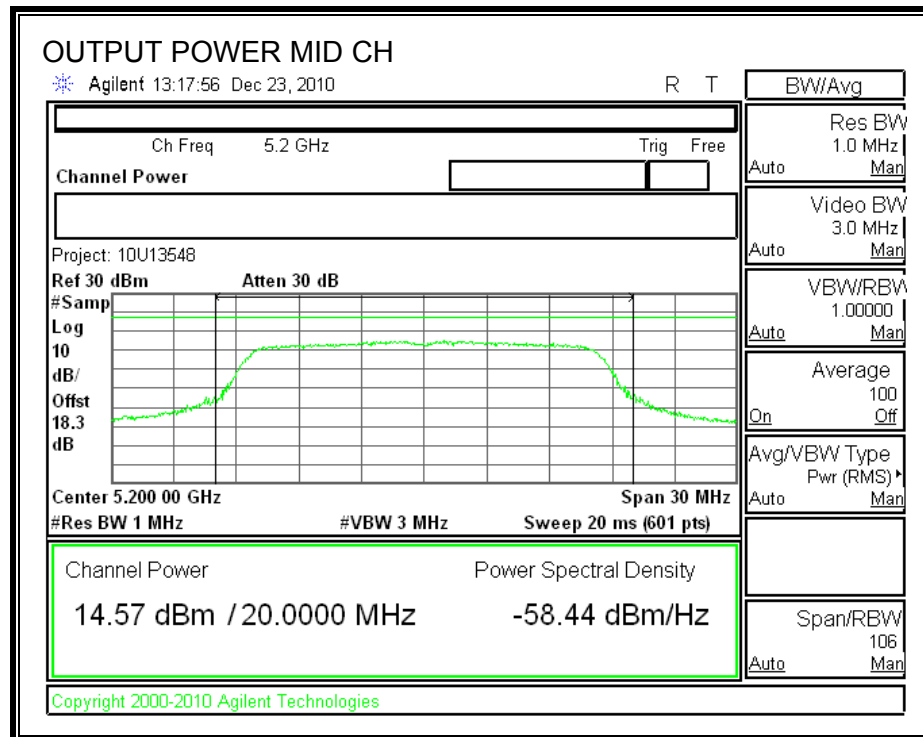 OUTPUT POWER MID CH
Agilent 13:17:56 Dec 23, 2010
R T
Ch Freq 5.2 GHz Trig Free
Channel Power
Project: 10U13548
Ref 30 dBm Atten 30 dB
#Samp
Log
10
dB/
Offst
18.3
dB
Center 5.200 00 GHz Span 30 MHz
#Res BW 1 MHz #VBW 3 MHz Sweep 20 ms (601 pts)
Channel Power Power Spectral Density
14.57 dBm / 20.0000 MHz -58.44 dBm/Hz
Copyright 2000-2010 Agilent Technologies
BW/Avg
Res BW
1.0 MHz
Auto Man
Video BW
3.0 MHz
Auto Man
VBW/RBW
1.00000
Auto Man
Average
100
On Off
Avg/VBW Type
Pwr (RMS)
Auto Man
Span/RBW
106
Auto Man